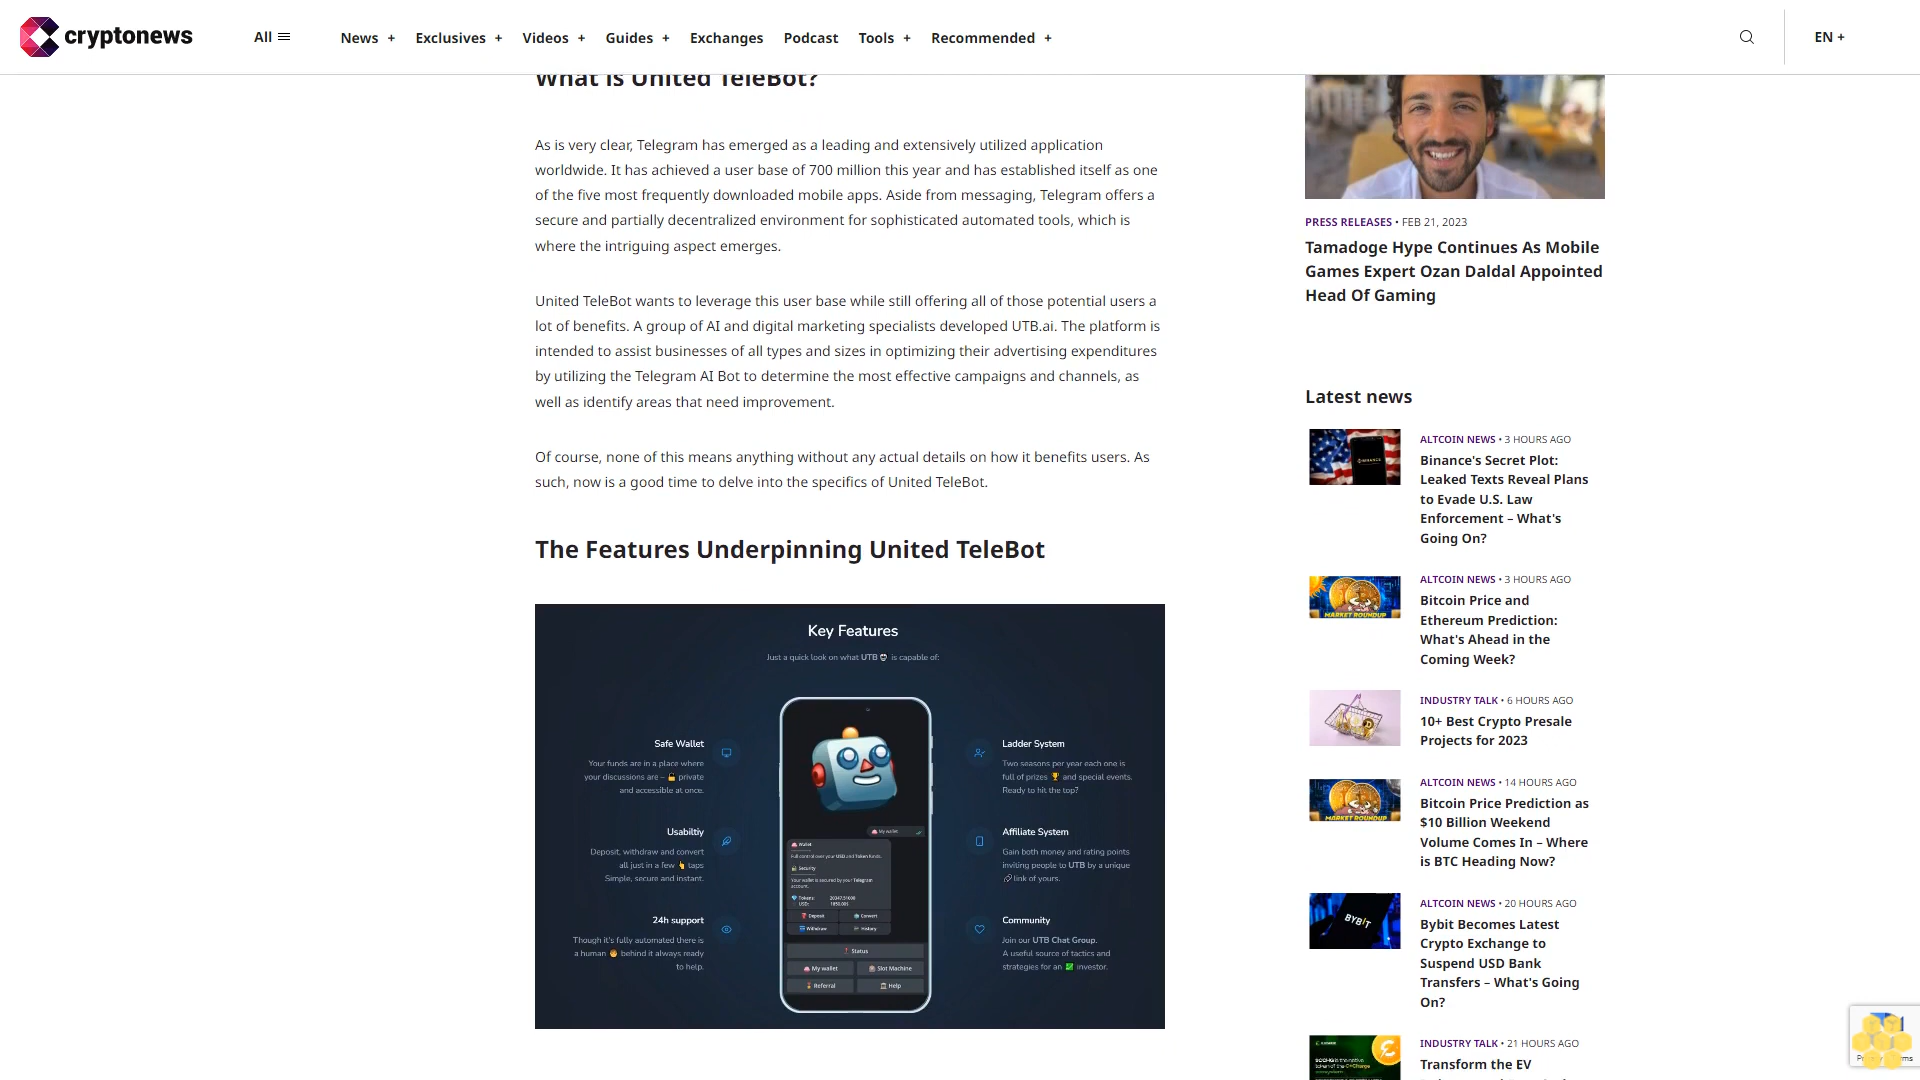 cryptonews
All
News +
Exclusives +
Videos +
Guides +
Exchanges
Podcast
Tools +
Recommended +
EN +
What is United TeleBot?
As is very clear, Telegram has emerged as a leading and extensively utilized application
worldwide. It has achieved a user base of 700 million this year and has established itself as one
of the five most frequently downloaded mobile apps. Aside from messaging, Telegram offers a
secure and partially decentralized environment for sophisticated automated tools, which is
where the intriguing aspect emerges.
United TeleBot wants to leverage this user base while still offering all of those potential users a
lot of benefits. A group of AI and digital marketing specialists developed UTB.ai. The platform is
intended to assist businesses of all types and sizes in optimizing their advertising expenditures
by utilizing the Telegram AI Bot to determine the most effective campaigns and channels, as
well as identify areas that need improvement.
Of course, none of this means anything without any actual details on how it benefits users. As
such, now is a good time to delve into the specifics of United TeleBot.
The Features Underpinning United TeleBot
Key Features
Just a quick look on what UTB is capable of:
Safe Wallet
Your funds are in a place where
your discussions are – private
and accessible at once.
Usabiltiy
Deposit, withdraw and convert
all just in a few taps
Simple, secure and instant.
24h support
Though it's fully automated there is
a human behind it always ready
to help.
My wallet
Wallet
Full control over your USD and Token funds.
Security
Your wallet is secured by your Telegram
account.
Tokens: 20347.51000
USD: 1850.00$
Deposit
Convert
Withdraw
History
Status
My wallet
Slot Machine
Referral
Help
Ladder System
Two seasons per year each one is
full of prizes and special events.
Ready to hit the top?
Affiliate System
Gain both money and rating points
inviting people to UTB by a unique
link of yours.
Community
Join our UTB Chat Group.
A useful source of tactics and
strategies for an investor.
PRESS RELEASES • FEB 21, 2023
Tamadoge Hype Continues As Mobile
Games Expert Ozan Daldal Appointed
Head Of Gaming
Latest news
BINANCE
ALTCOIN NEWS • 3 HOURS AGO
Binance's Secret Plot:
Leaked Texts Reveal Plans
to Evade U.S. Law
Enforcement – What's
Going On?
MARKET ROUNDUP
ALTCOIN NEWS • 3 HOURS AGO
Bitcoin Price and
Ethereum Prediction:
What's Ahead in the
Coming Week?
INDUSTRY TALK • 6 HOURS AGO
10+ Best Crypto Presale
Projects for 2023
MARKET ROUNDUP
ALTCOIN NEWS • 14 HOURS AGO
Bitcoin Price Prediction as
$10 Billion Weekend
Volume Comes In – Where
is BTC Heading Now?
BYBIT
ALTCOIN NEWS • 20 HOURS AGO
Bybit Becomes Latest
Crypto Exchange to
Suspend USD Bank
Transfers – What's Going
On?
INDUSTRY TALK • 21 HOURS AGO
Transform the EV